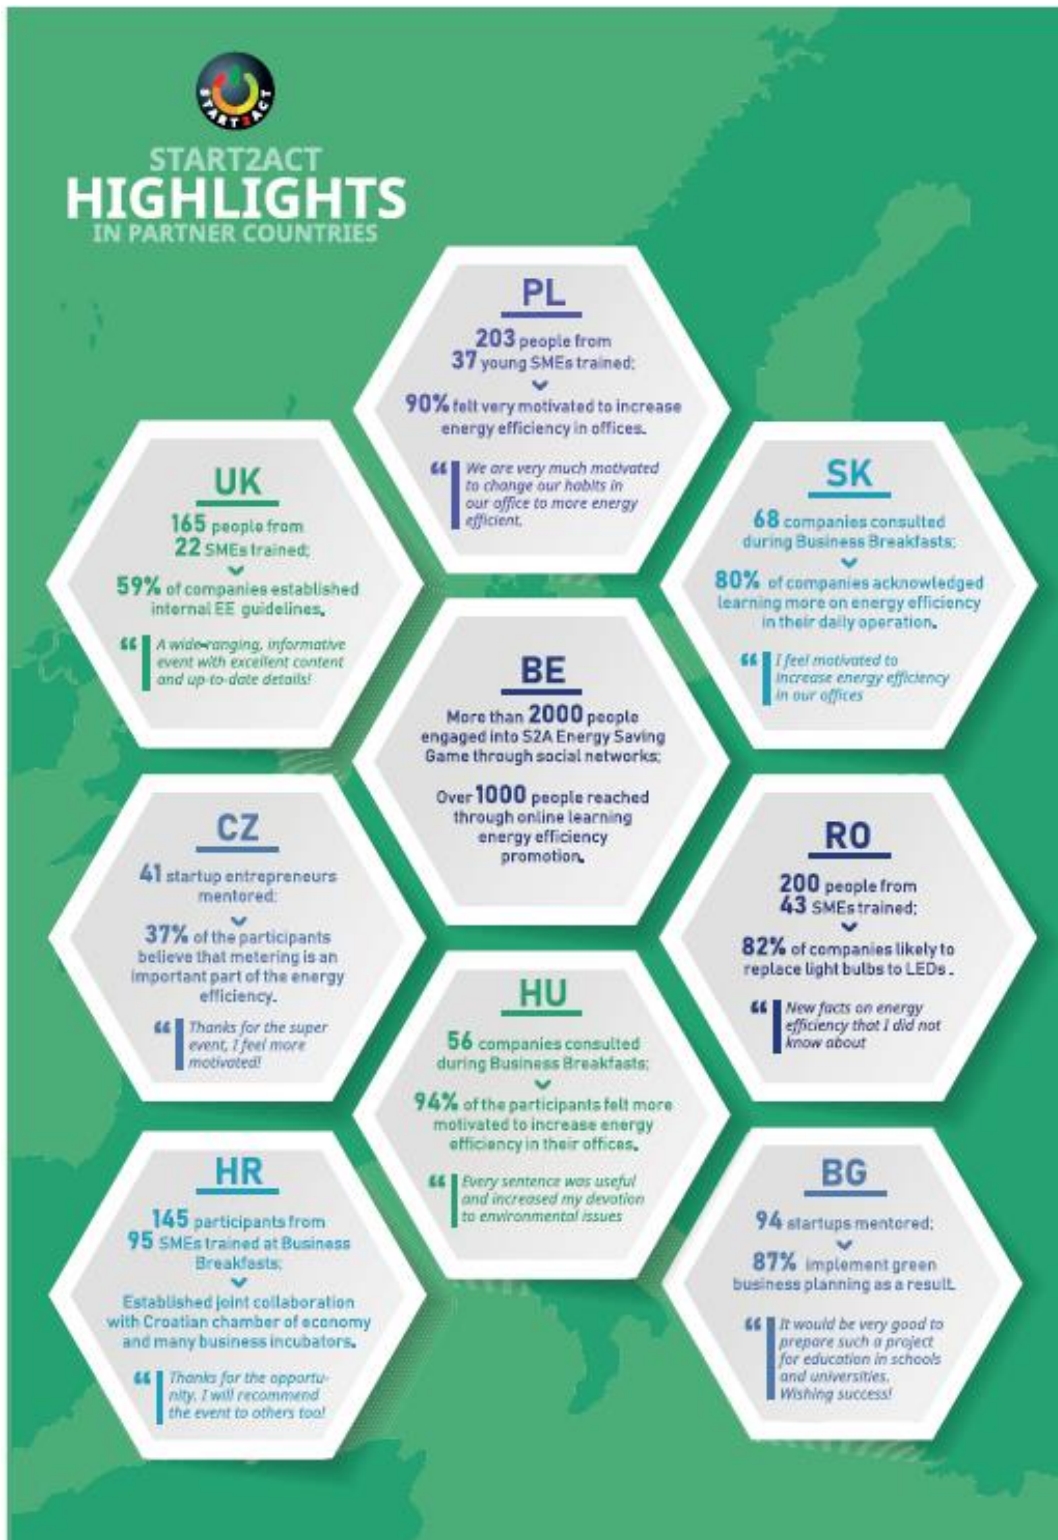 START2ACT
START2ACT
HIGHLIGHTS
IN PARTNER COUNTRIES
PL
203 people from
37 young SMEs trained;
90% felt very motivated to increase
energy efficiency in offices.
“ We are very much motivated
to change our habits in
our office to more energy
efficient.
UK
165 people from
22 SMEs trained;
59% of companies established
internal EE guidelines.
“ A wide-ranging, informative
event with excellent content
and up-to-date details!
SK
68 companies consulted
during Business Breakfasts;
80% of companies acknowledged
learning more on energy efficiency
in their daily operation.
“ I feel motivated to
increase energy efficiency
in our offices
BE
More than 2000 people
engaged into S2A Energy Saving
Game through social networks;
Over 1000 people reached
through online learning
energy efficiency
promotion.
CZ
41 startup entrepreneurs
mentored;
37% of the participants
believe that metering is an
important part of the energy
efficiency.
“ Thanks for the super
event, I feel more
motivated!
RO
200 people from
43 SMEs trained;
82% of companies likely to
replace light bulbs to LEDs .
“ New facts on energy
efficiency that I did not
know about
HU
56 companies consulted
during Business Breakfasts;
94% of the participants felt more
motivated to increase energy
efficiency in their offices.
“ Every sentence was useful
and increased my devotion
to environmental issues
HR
145 participants from
95 SMEs trained at Business
Breakfasts;
Established joint collaboration
with Croatian chamber of economy
and many business incubators.
“ Thanks for the opportu-
nity. I will recommend
the event to others too!
BG
94 startups mentored;
87% implement green
business planning as a result.
“ It would be very good to
prepare such a project
for education in schools
and universities.
Wishing success!